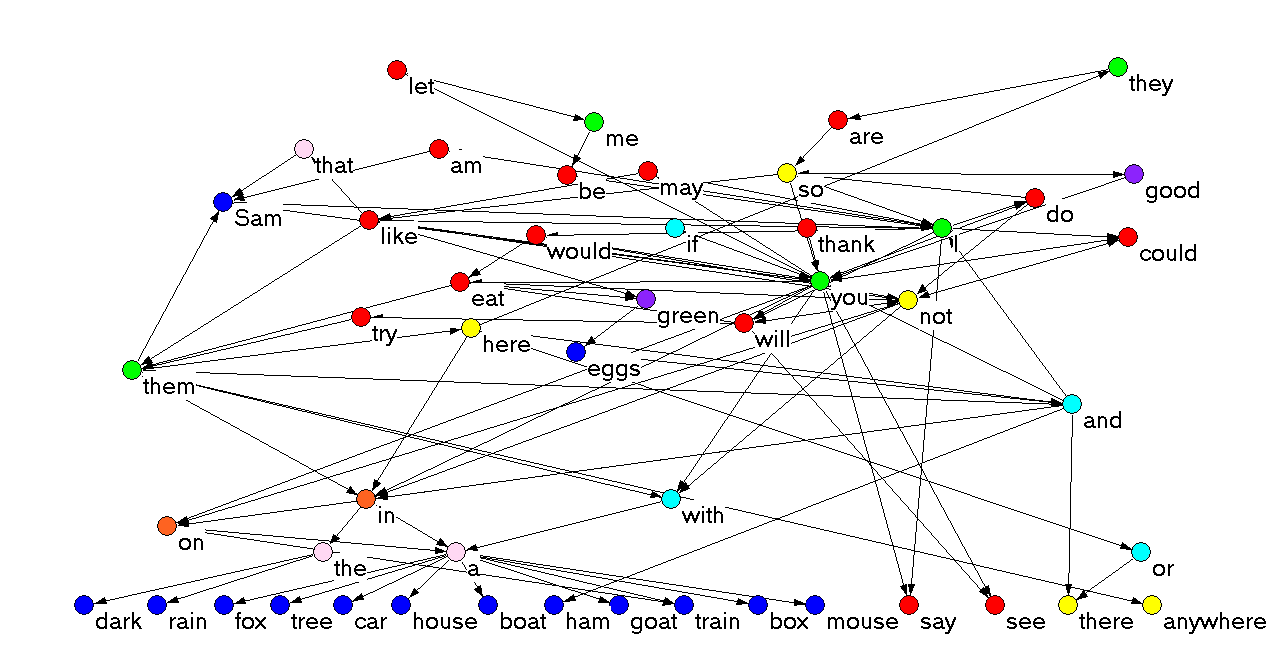 let
they
me
are
that
am
be
may
so
good
Sam
do
like
would
if
thank
I
could
eat
you
green
not
try
here
will
eggs
them
and
in
with
on
the
a
or
dark
rain
fox
tree
car
house
boat
ham
goat
train
box
mouse
say
see
there
anywhere